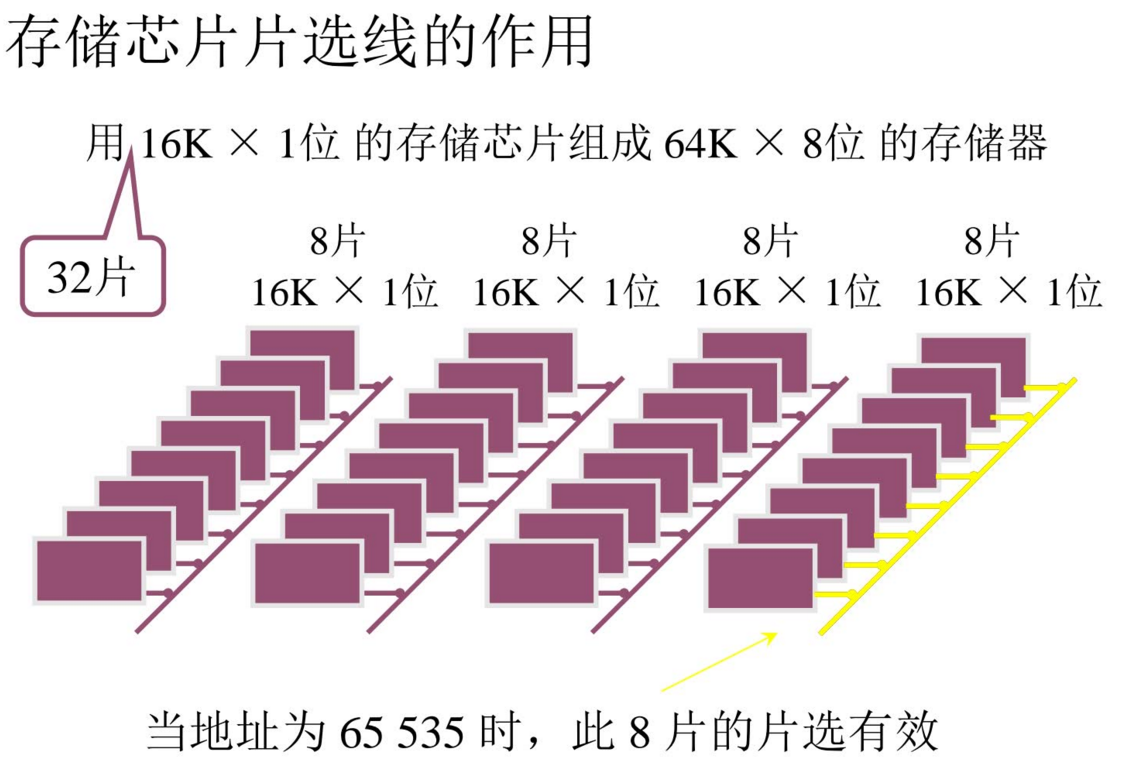 存储芯片片选线的作用
用 16K × 1位 的存储芯片组成 64K × 8位 的存储器
32片
8片 8片 8片 8片
16K × 1位 16K × 1位 16K × 1位 16K × 1位
当地址为 65 535 时，此 8 片的片选有效